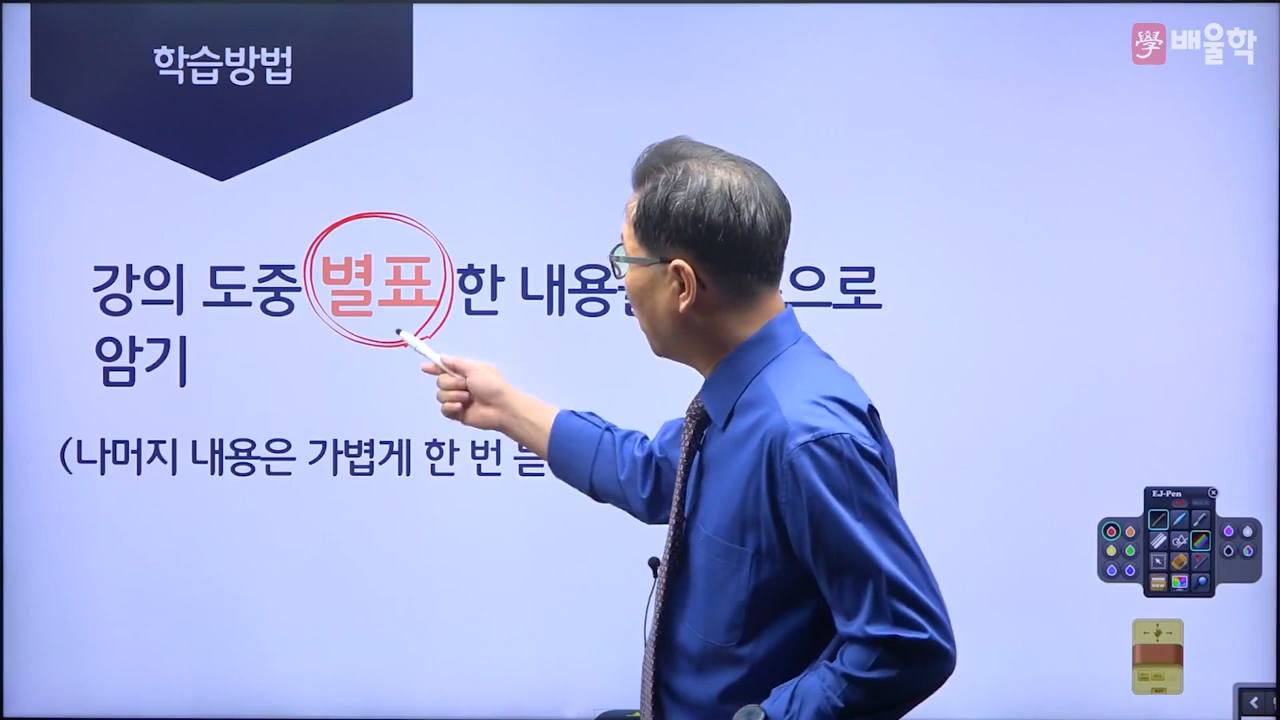 학습방법
學 배울학
강의 도중 별표 한 내용 으로
암기
(나머지 내용은 가볍게 한 번
EJ-Pen